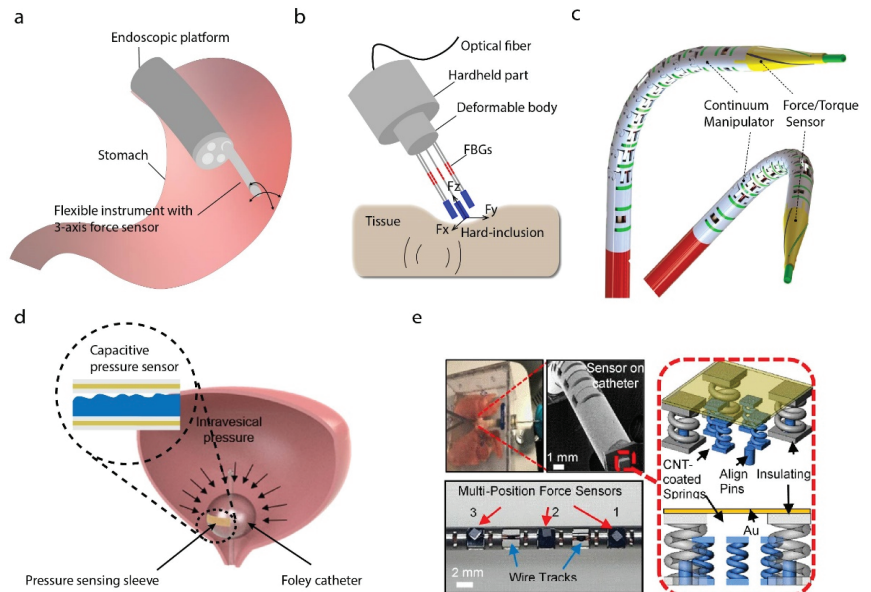 a
Endoscopic platform
Stomach
Flexible instrument with
3-axis force sensor
b
Optical fiber
Hardheld part
Deformable body
FBGs
Fz
Fy
Tissue
Fx
Hard-inclusion
c
Continuum
Manipulator
Force/Torque
Sensor
d
Capacitive
pressure sensor
Intravesical
pressure
Pressure sensing sleeve
Foley catheter
e
Sensor on
catheter
1 mm
Multi-Position Force Sensors
3
2
1
Wire Tracks
2 mm
CNT-
coated
Springs
Align
Pins
Insulating
Au